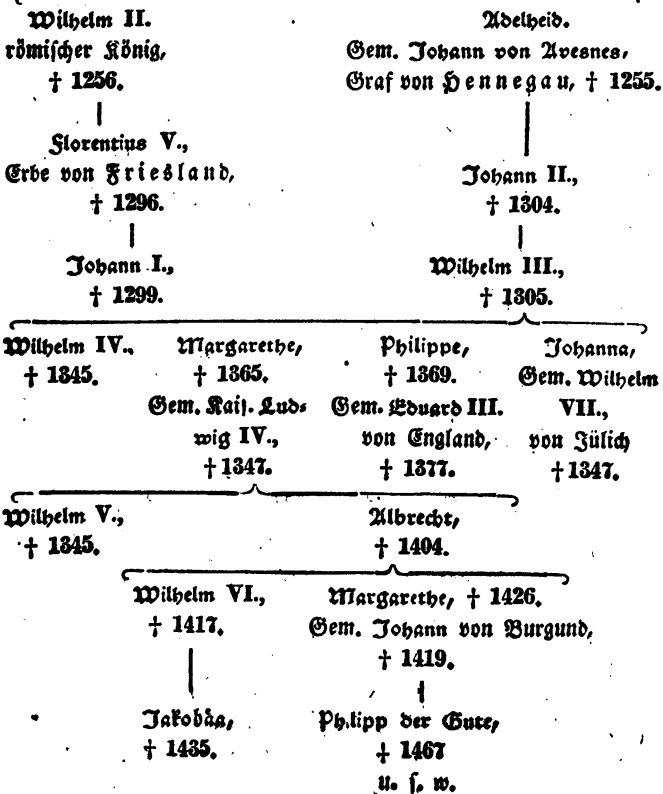 Wilhelm II.
römiſcher König,
† 1256.
Adelheid.
Gem. Johann von Avesnes,
Graf von Hennegau, † 1255.
Florentius V.,
Erbe von Friesland,
† 1296.
Johann II.,
† 1304.
Johann I.,
† 1299.
Wilhelm III.,
† 1305.
Wilhelm IV.,
† 1345.
Margarethe,
† 1365.
Gem. Kaiſ. Lud-
wig IV.,
† 1347.
Philippe,
† 1369.
Gem. Eduard III.
von England,
† 1377.
Johanna,
Gem. Wilhelm
VII.,
von Jülich
† 1347.
Wilhelm V.,
† 1345.
Albrecht,
† 1404.
Wilhelm VI.,
† 1417.
Margarethe, † 1426.
Gem. Johann von Burgund,
† 1419.
Jakobäa,
† 1435.
Philipp der Gute,
† 1467
u. ſ. w.